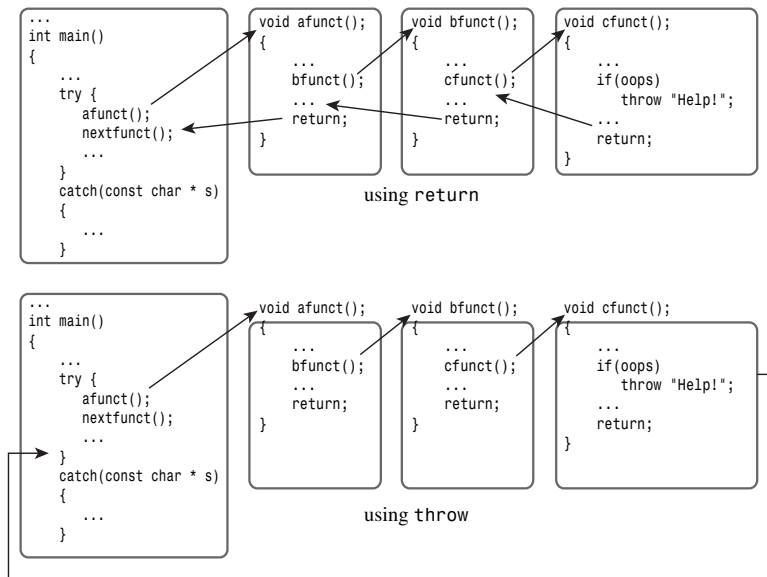 ...
int main()
{
...
try {
afunct();
nextfunct();
...
}
catch(const char * s)
{
...
}
void afunct();
{
...
bfunct();
...
return;
}
void bfunct();
{
...
cfunct();
...
return;
}
void cfunct();
{
...
if(oops)
throw "Help!";
...
return;
}
using return
...
int main()
{
...
try {
afunct();
nextfunct();
...
}
catch(const char * s)
{
...
}
void afunct();
{
...
bfunct();
...
return;
}
void bfunct();
{
...
cfunct();
...
return;
}
void cfunct();
{
...
if(oops)
throw "Help!";
...
return;
}
using throw